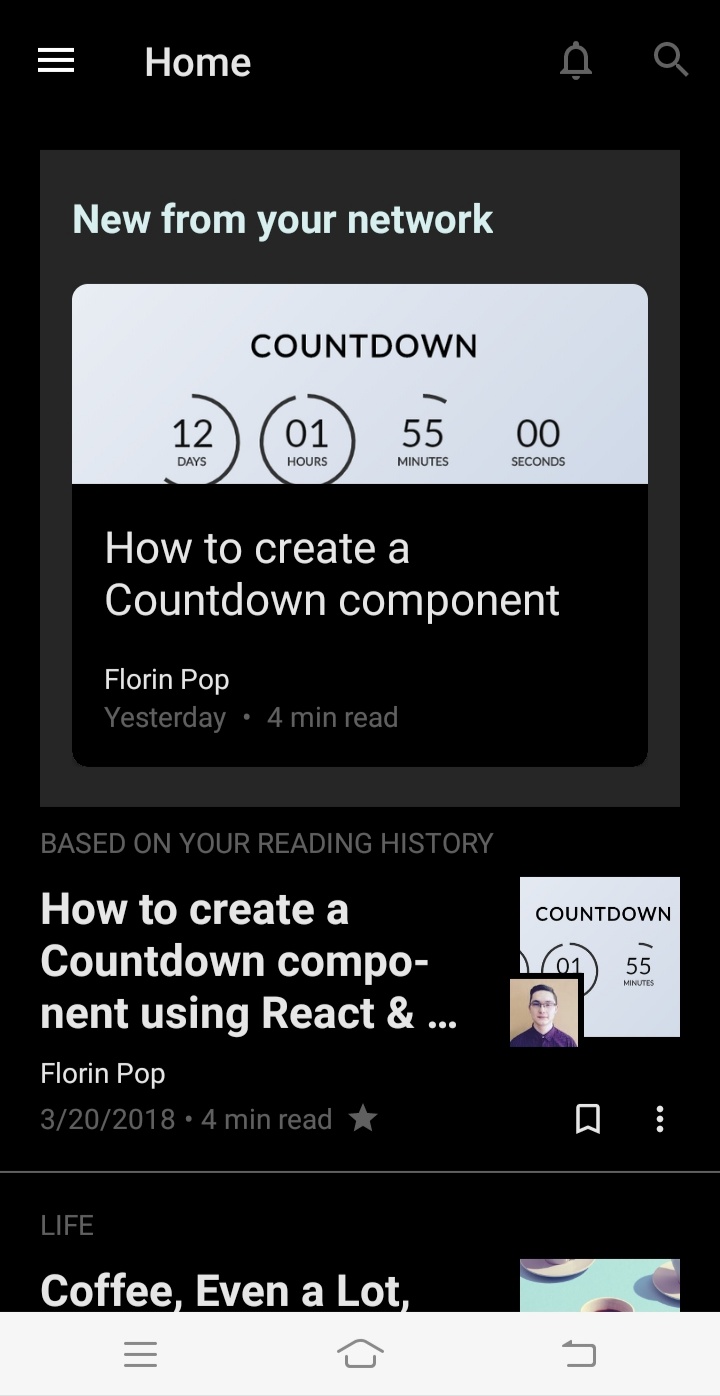 Home
New from your network
COUNTDOWN
12 01 55 00
DAYS HOURS MINUTES SECONDS
How to create a
Countdown component
Florin Pop
Yesterday • 4 min read
BASED ON YOUR READING HISTORY
How to create a
Countdown compo-
nent using React & ...
COUNTDOWN
01 55
MINUTES
Florin Pop
3/20/2018 • 4 min read
LIFE
Coffee, Even a Lot,